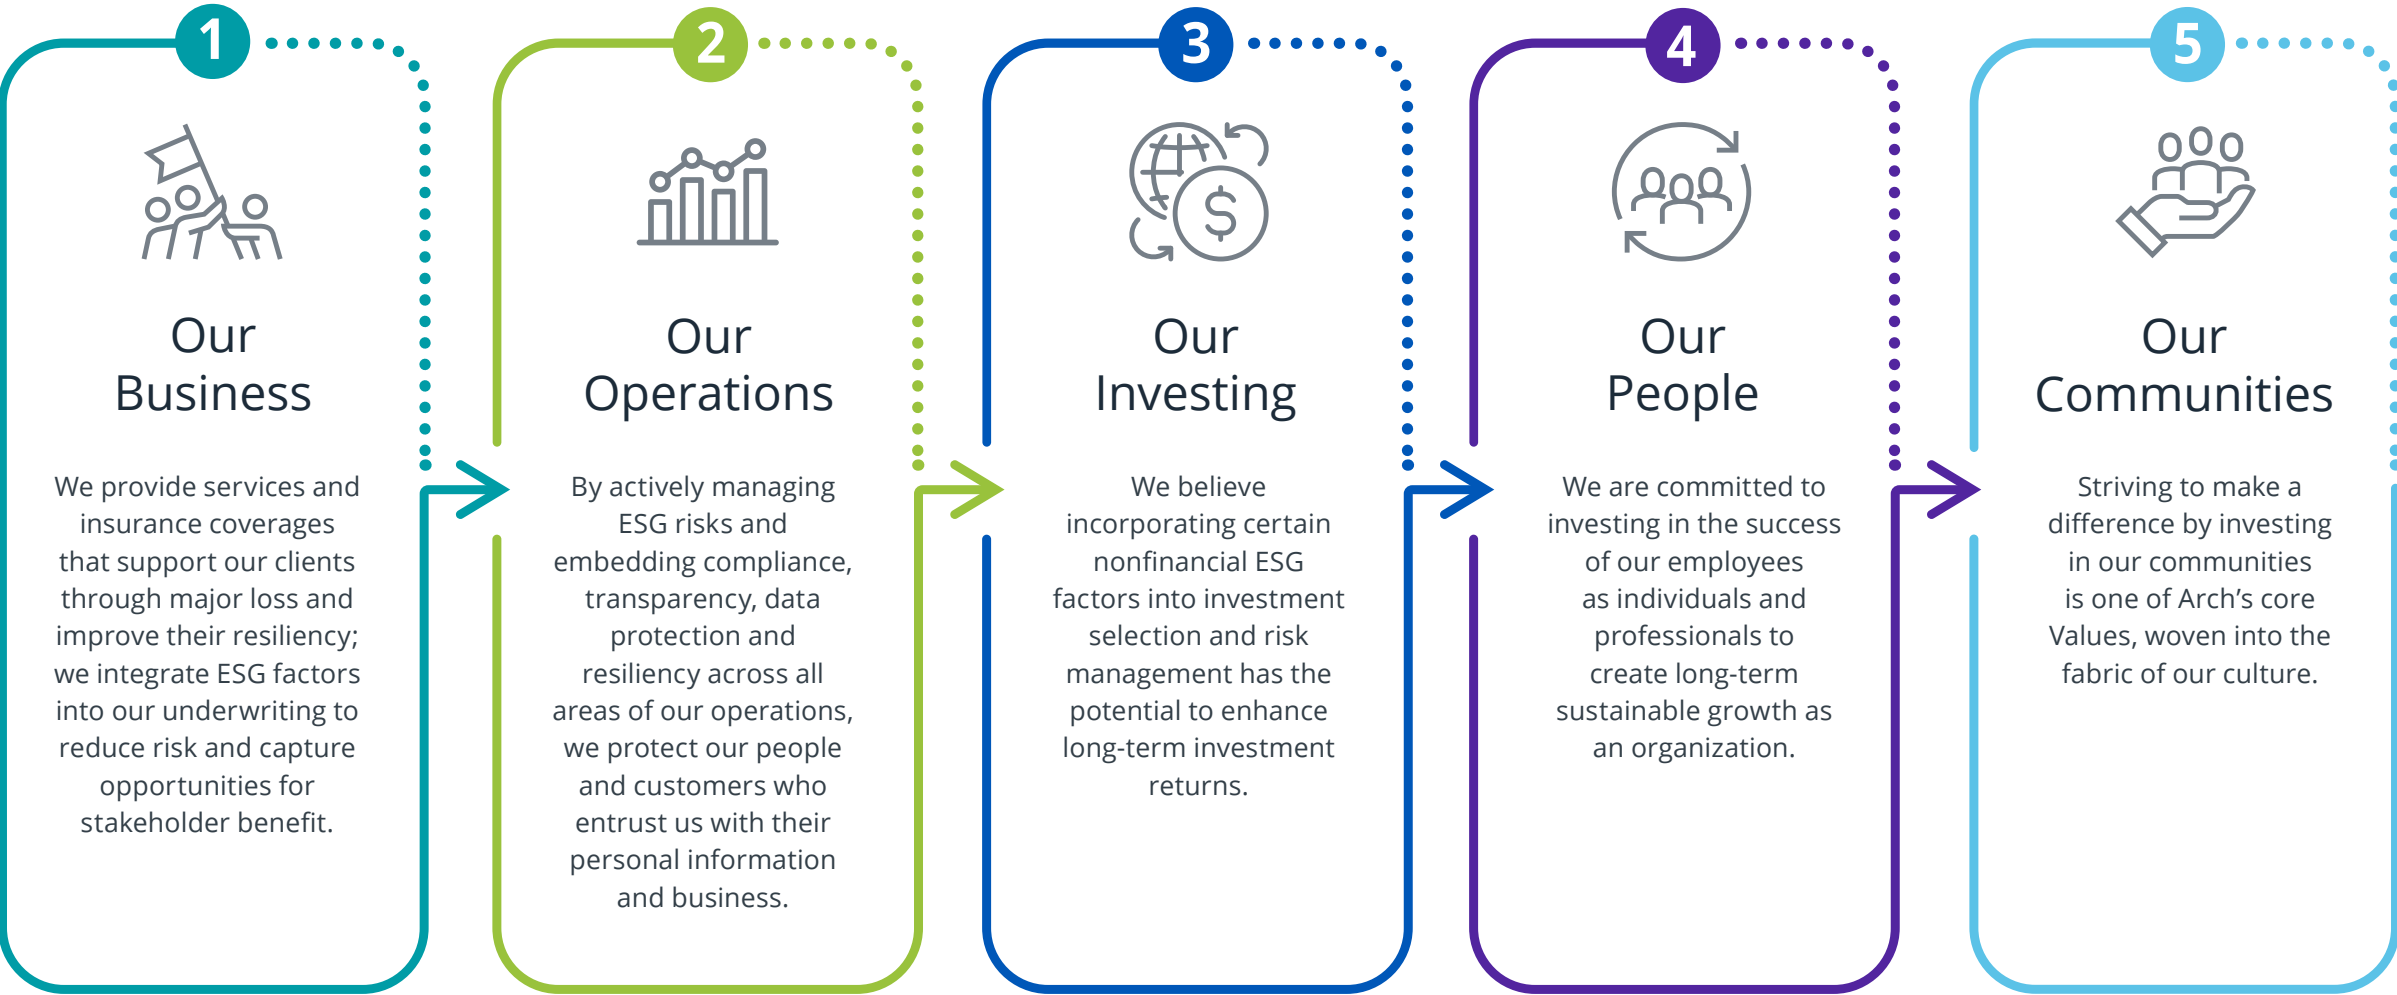 1
Our
Business
We provide services and
insurance coverages
that support our clients
through major loss and
improve their resiliency;
we integrate ESG factors
into our underwriting to
reduce risk and capture
opportunities for
stakeholder benefit.
2
Our
Operations
By actively managing
ESG risks and
embedding compliance,
transparency, data
protection and
resiliency across all
areas of our operations,
we protect our people
and customers who
entrust us with their
personal information
and business.
3
$
Our
Investing
We believe
incorporating certain
nonfinancial ESG
factors into investment
selection and risk
management has the
potential to enhance
long-term investment
returns.
4
Our
People
We are committed to
investing in the success
of our employees
as individuals and
professionals to
create long-term
sustainable growth as
an organization.
5
Our
Communities
Striving to make a
difference by investing
in our communities
is one of Arch’s core
Values, woven into the
fabric of our culture.